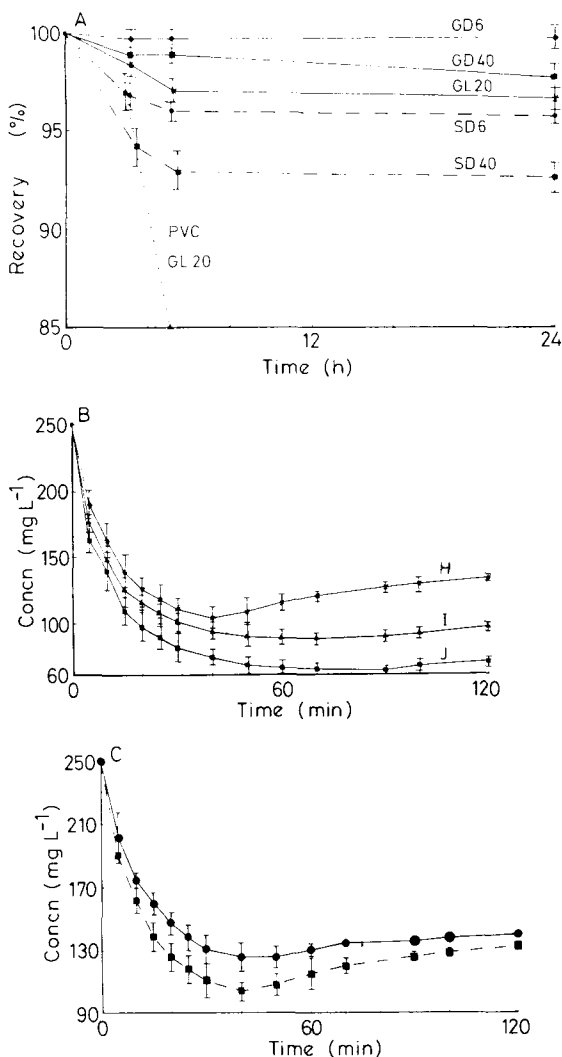 A
100
95
90
85
Recovery (%)
GD6
GD40
GL20
SD6
SD40
PVC
GL20
0
12
24
Time (h)
B
250
200
150
100
60
Concn (mg L⁻¹)
H
I
J
0
60
120
Time (min)
C
250
210
170
130
90
Concn (mg L⁻¹)
0
60
120
Time (min)